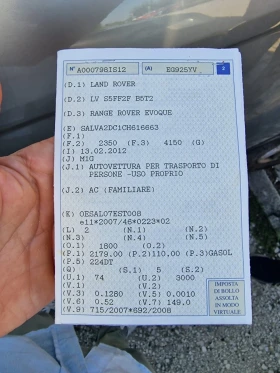 N° A000796IS12 (A) EG925YV 2
(D.1) LAND ROVER
(D.2) LV S5FF2F B5T2
(D.3) RANGE ROVER EVOQUE
(E) SALVA2DC1CH616663
(F.1)
(F.2) 2350 (F.3) 4150 (G)
(I) 13.02.2012
(J) M1G
(J.1) AUTOVETTURA PER TRASPORTO DI
PERSONE -USO PROPRIO
(J.2) AC (FAMILIARE)
(K) OESAL07EST008
e11*2007/46*0223*02
(L) 2 (N.1) (N.2)
(N.3) (N.4) (N.5)
(O.1) 1800 (O.2)
(P.1) 2179.00 (P.2)110,00 (P.3)GASOL
(P.5) 224DT
(Q) (S.1) 5 (S.2)
(U.1) 74 (U.2) 3000
(V.1) (V.2)
(V.3) 0.1280 (V.5) 0.0010
(V.6) 0.52 (V.7) 149.0
(V.9) 715/2007*692/2008
IMPOSTA
DI BOLLO
ASSOLTA
IN MODO
VIRTUALE